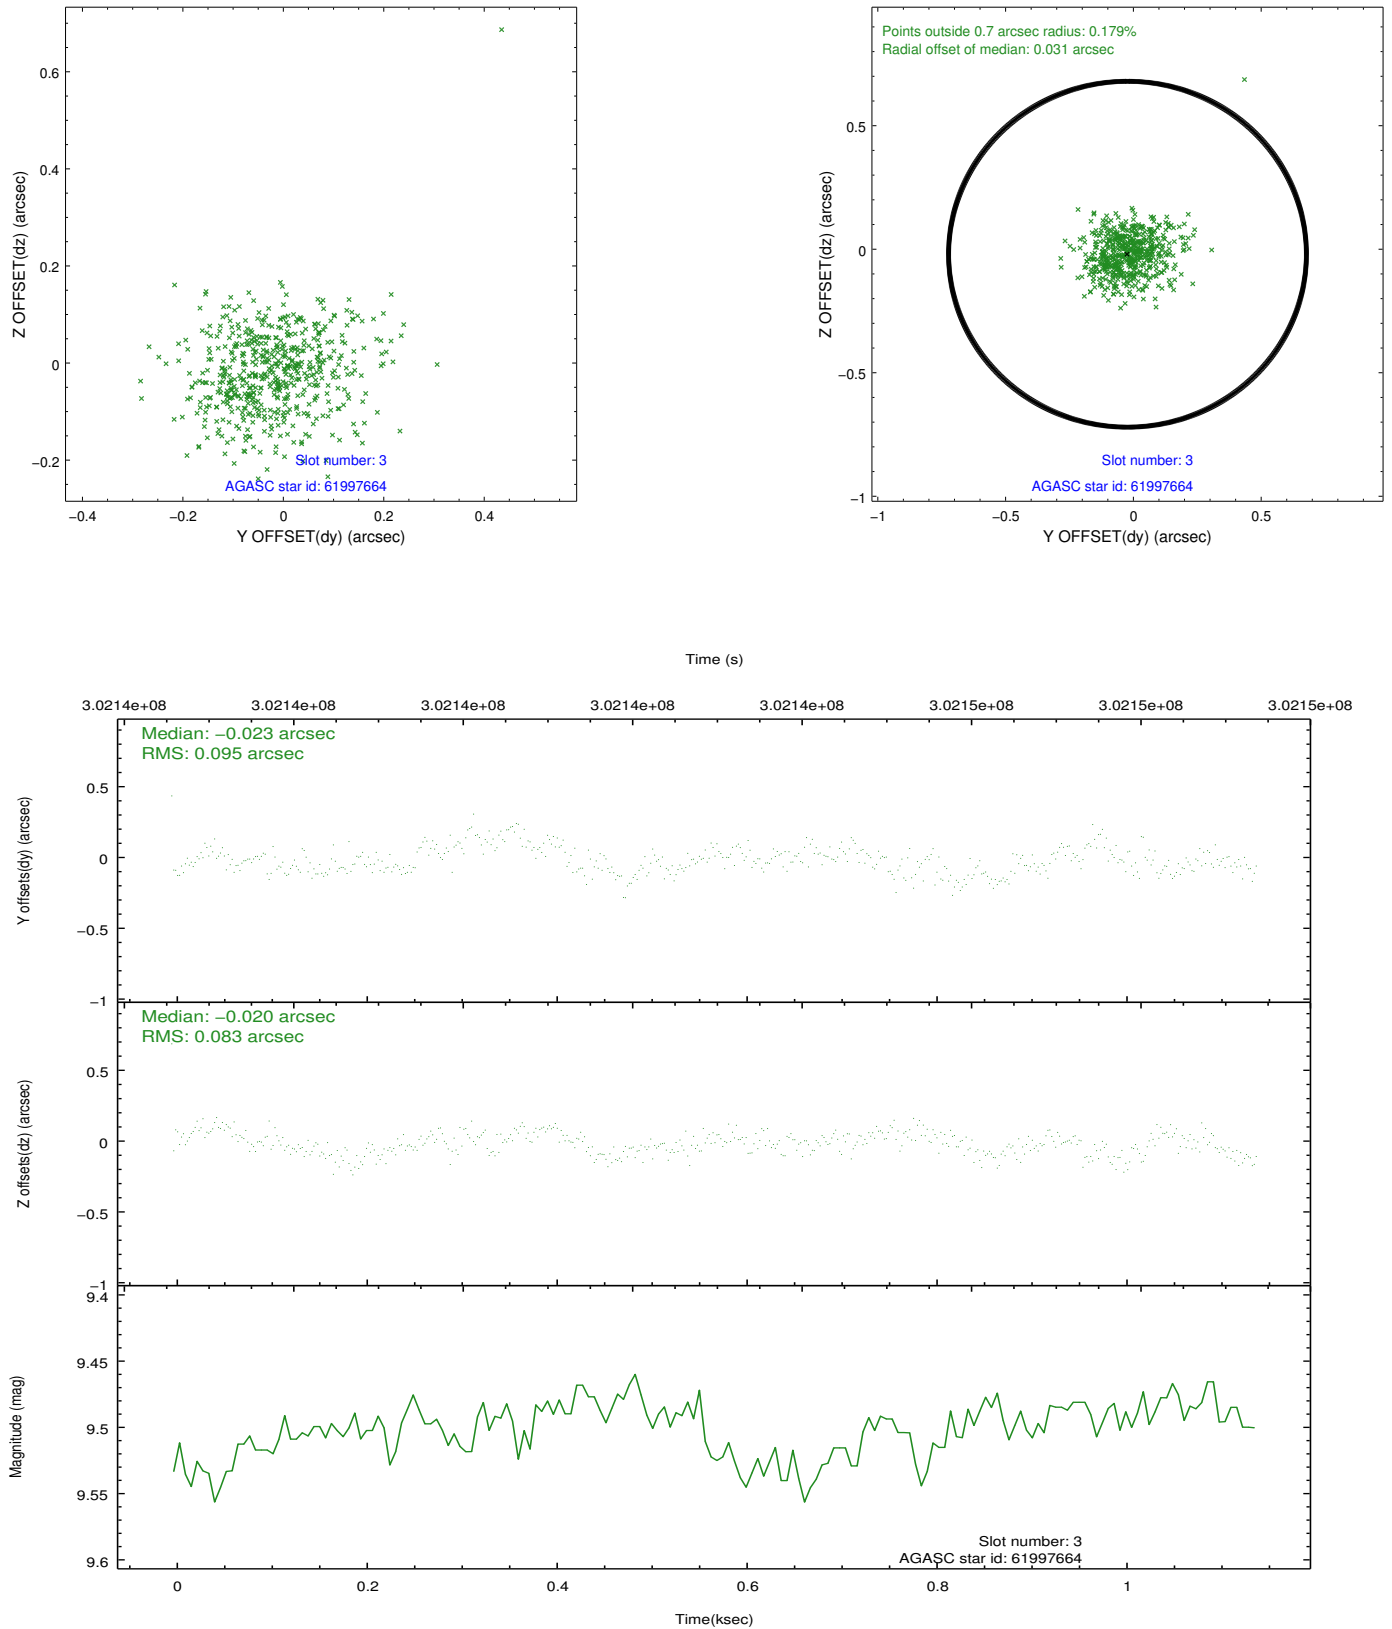 0.6
0.4
0.2
0
−0.2
Z OFFSET(dz) (arcsec)
Slot number: 3
AGASC star id: 61997664
−0.4 −0.2 0 0.2 0.4
Y OFFSET(dy) (arcsec)
Points outside 0.7 arcsec radius: 0.179%
Radial offset of median: 0.031 arcsec
0.5
0
−0.5
−1
Z OFFSET(dz) (arcsec)
Slot number: 3
AGASC star id: 61997664
−1 −0.5 0 0.5
Y OFFSET(dy) (arcsec)
Time (s)
3.0214e+08 3.0214e+08 3.0214e+08 3.0214e+08 3.0214e+08 3.0215e+08 3.0215e+08 3.0215e+08
Median: −0.023 arcsec
RMS: 0.095 arcsec
0.5
0
−0.5
−1
Y offsets(dy) (arcsec)
Median: −0.020 arcsec
RMS: 0.083 arcsec
0.5
0
−0.5
−1
Z offsets(dz) (arcsec)
9.4
9.45
9.5
9.55
9.6
Magnitude (mag)
Slot number: 3
AGASC star id: 61997664
0 0.2 0.4 0.6 0.8 1
Time(ksec)